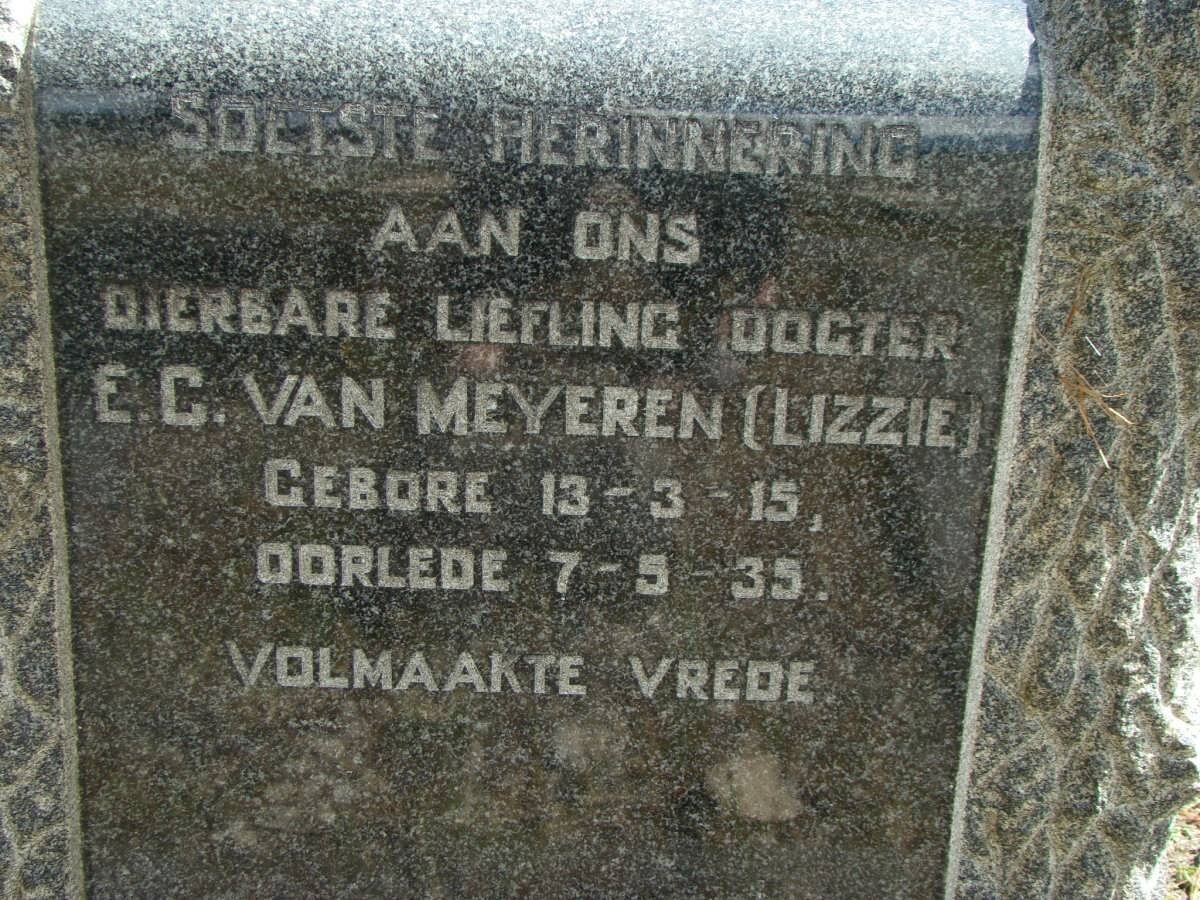 SOETSTE HERINNERING
AAN ONS
DIERBARE LIEFLING DOGTER
E.C. VAN MEYEREN (LIZZIE)
GEBORE 13-3-15,
OORLEDE 7-5-35.
VOLMAAKTE VREDE